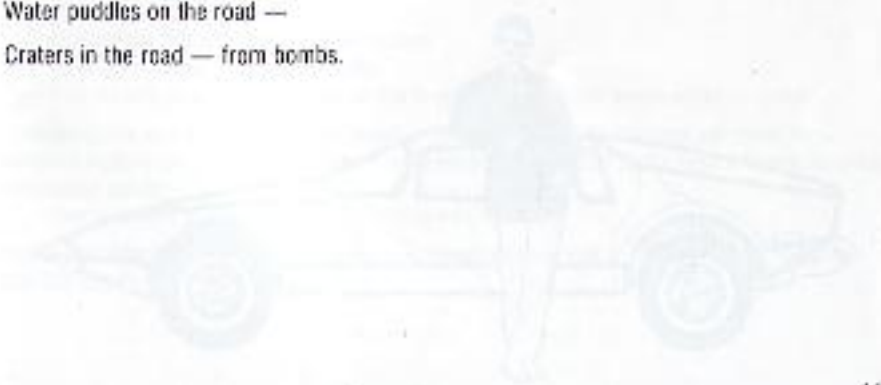 Water puddles on the road —
Craters in the road — from bombs.